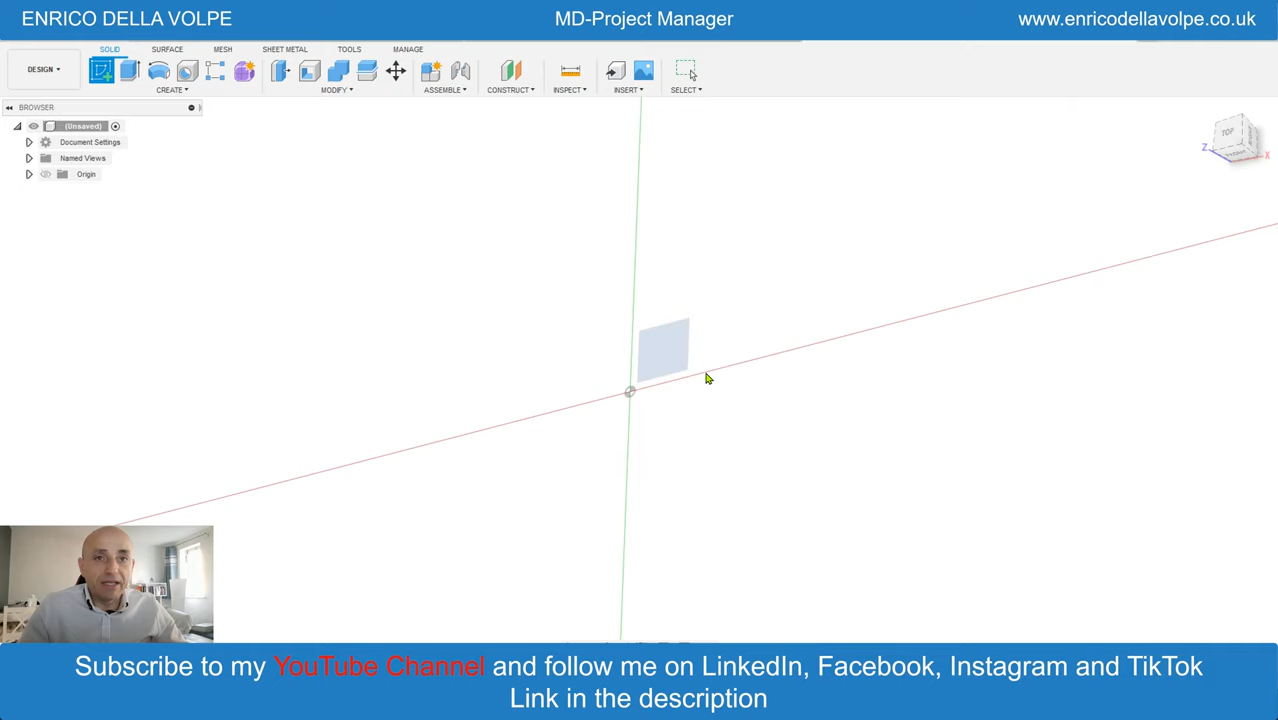 ENRICO DELLA VOLPE
MD-Project Manager
www.enricodellavolpe.co.uk
DESIGN
SOLID
SURFACE
MESH
SHEET METAL
TOOLS
MANAGE
CREATE
MODIFY
ASSEMBLE
CONSTRUCT
INSPECT
INSERT
SELECT
BROWSER
(Unsaved)
Document Settings
Named Views
Origin
TOP
Z
X
Subscribe to my YouTube Channel and follow me on LinkedIn, Facebook, Instagram and TikTok
Link in the description